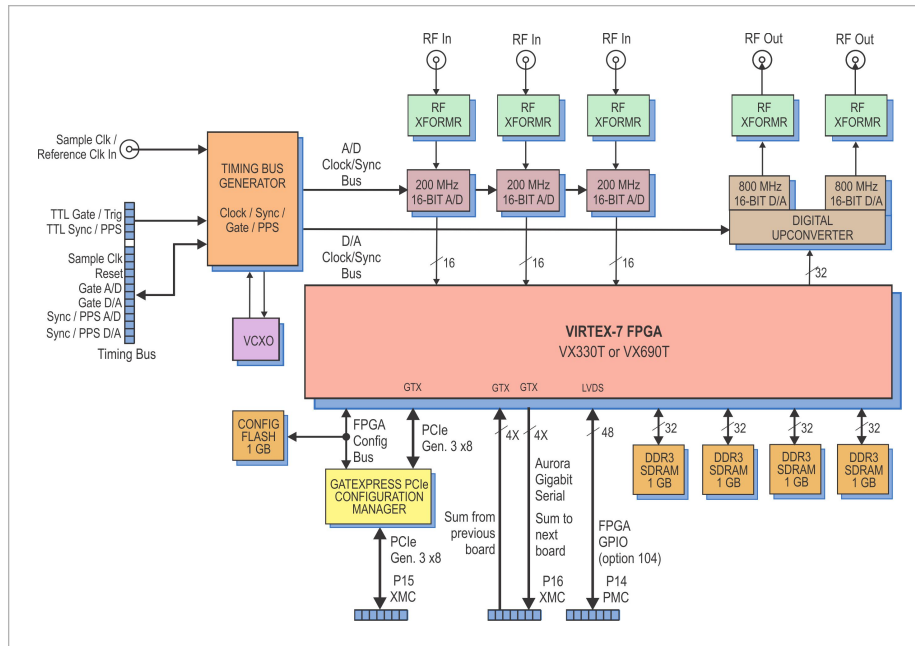 RF In
RF In
RF In
RF Out
RF Out
RF
XFORMR
RF
XFORMR
RF
XFORMR
RF
XFORMR
RF
XFORMR
Sample Clk /
Reference Clk In
TIMING BUS
GENERATOR
Clock / Sync /
Gate / PPS
A/D
Clock/Sync
Bus
200 MHz
16-BIT A/D
200 MHz
16-BIT A/D
200 MHz
16-BIT A/D
800 MHz
16-BIT D/A
800 MHz
16-BIT D/A
DIGITAL
UPCONVERTER
TTL Gate / Trig
TTL Sync / PPS
Sample Clk
Reset
Gate A/D
Gate D/A
Sync / PPS A/D
Sync / PPS D/A
Timing Bus
D/A
Clock/Sync
Bus
16
16
16
32
VCXO
VIRTEX-7 FPGA
VX330T or VX690T
GTX
GTX
GTX
LVDS
CONFIG
FLASH
1 GB
FPGA
Config
Bus
PCIe
Gen. 3 x8
4X
4X
48
32
32
32
32
DDR3
SDRAM
1 GB
DDR3
SDRAM
1 GB
DDR3
SDRAM
1 GB
DDR3
SDRAM
1 GB
GATEXPRESS PCIe
CONFIGURATION
MANAGER
Aurora
Gigabit
Serial
Sum from
previous
board
Sum to
next
board
FPGA
GPIO
(option 104)
PCIe
Gen. 3 x8
P15
XMC
P16
XMC
P14
PMC